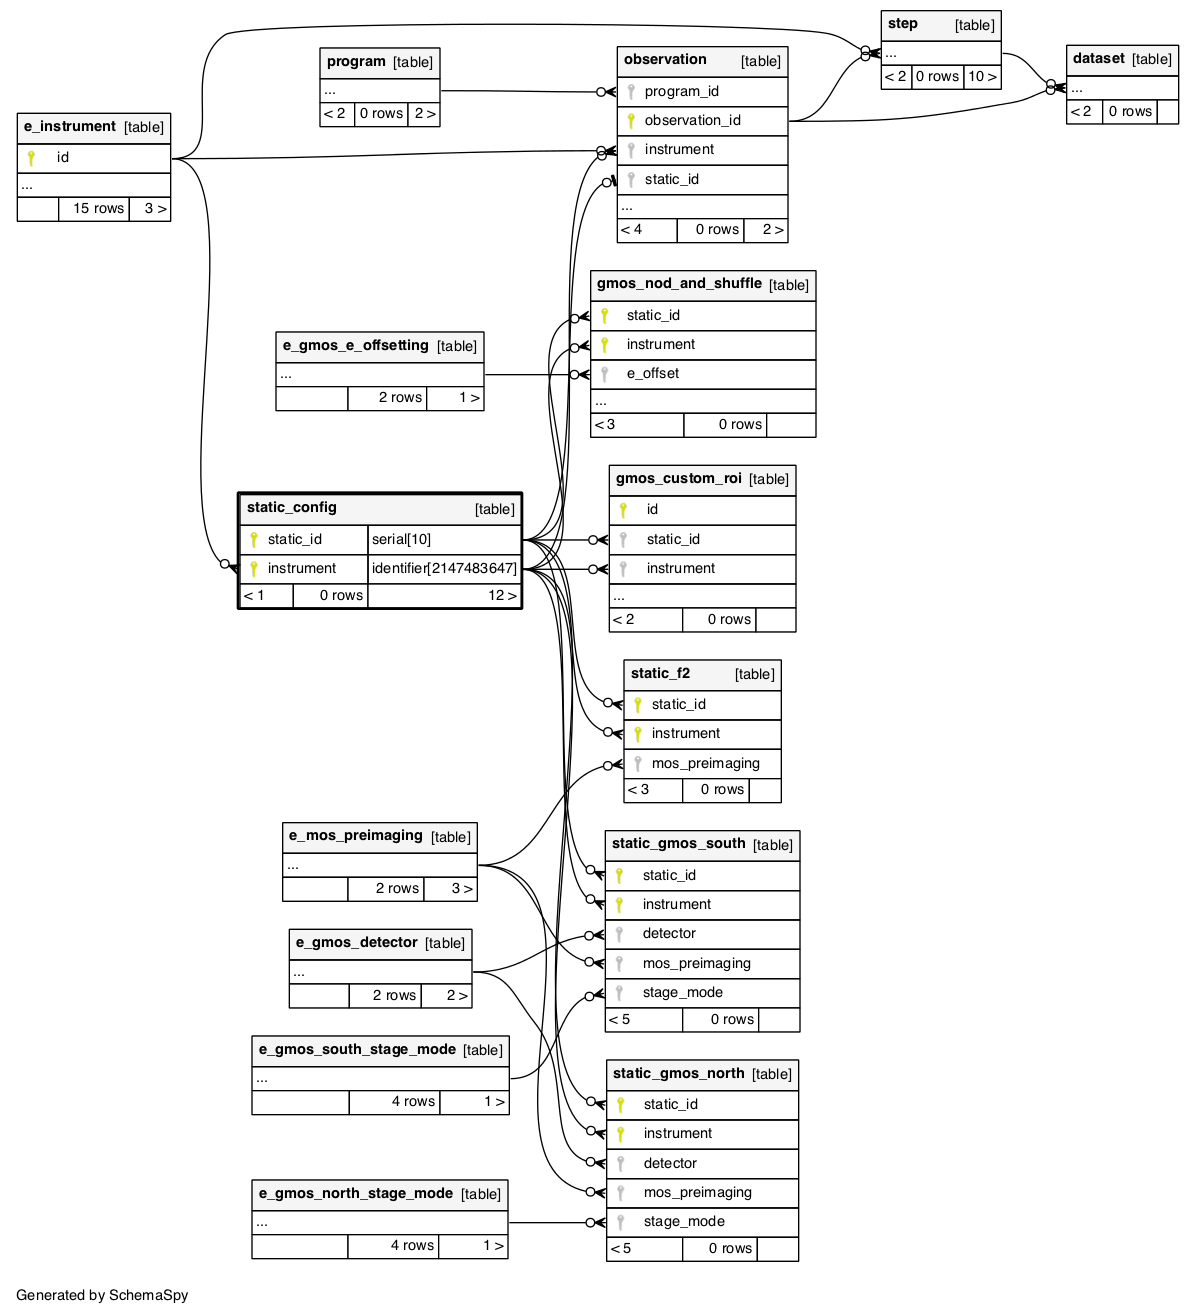 step [table]
...
< 2 0 rows 10 >
dataset [table]
...
< 2 0 rows
program [table]
...
< 2 0 rows 2 >
observation [table]
program_id
observation_id
instrument
static_id
...
< 4 0 rows 2 >
e_instrument [table]
id
...
15 rows 3 >
gmos_nod_and_shuffle [table]
static_id
instrument
e_offset
...
< 3 0 rows
e_gmos_e_offsetting [table]
...
2 rows 1 >
static_config [table]
static_id serial[10]
instrument identifier[2147483647]
< 1 0 rows 12 >
gmos_custom_roi [table]
id
static_id
instrument
...
< 2 0 rows
static_f2 [table]
static_id
instrument
mos_preimaging
< 3 0 rows
e_mos_preimaging [table]
...
2 rows 3 >
static_gmos_south [table]
static_id
instrument
detector
mos_preimaging
stage_mode
< 5 0 rows
e_gmos_detector [table]
...
2 rows 2 >
e_gmos_south_stage_mode [table]
...
4 rows 1 >
static_gmos_north [table]
static_id
instrument
detector
mos_preimaging
stage_mode
< 5 0 rows
e_gmos_north_stage_mode [table]
...
4 rows 1 >
Generated by SchemaSpy